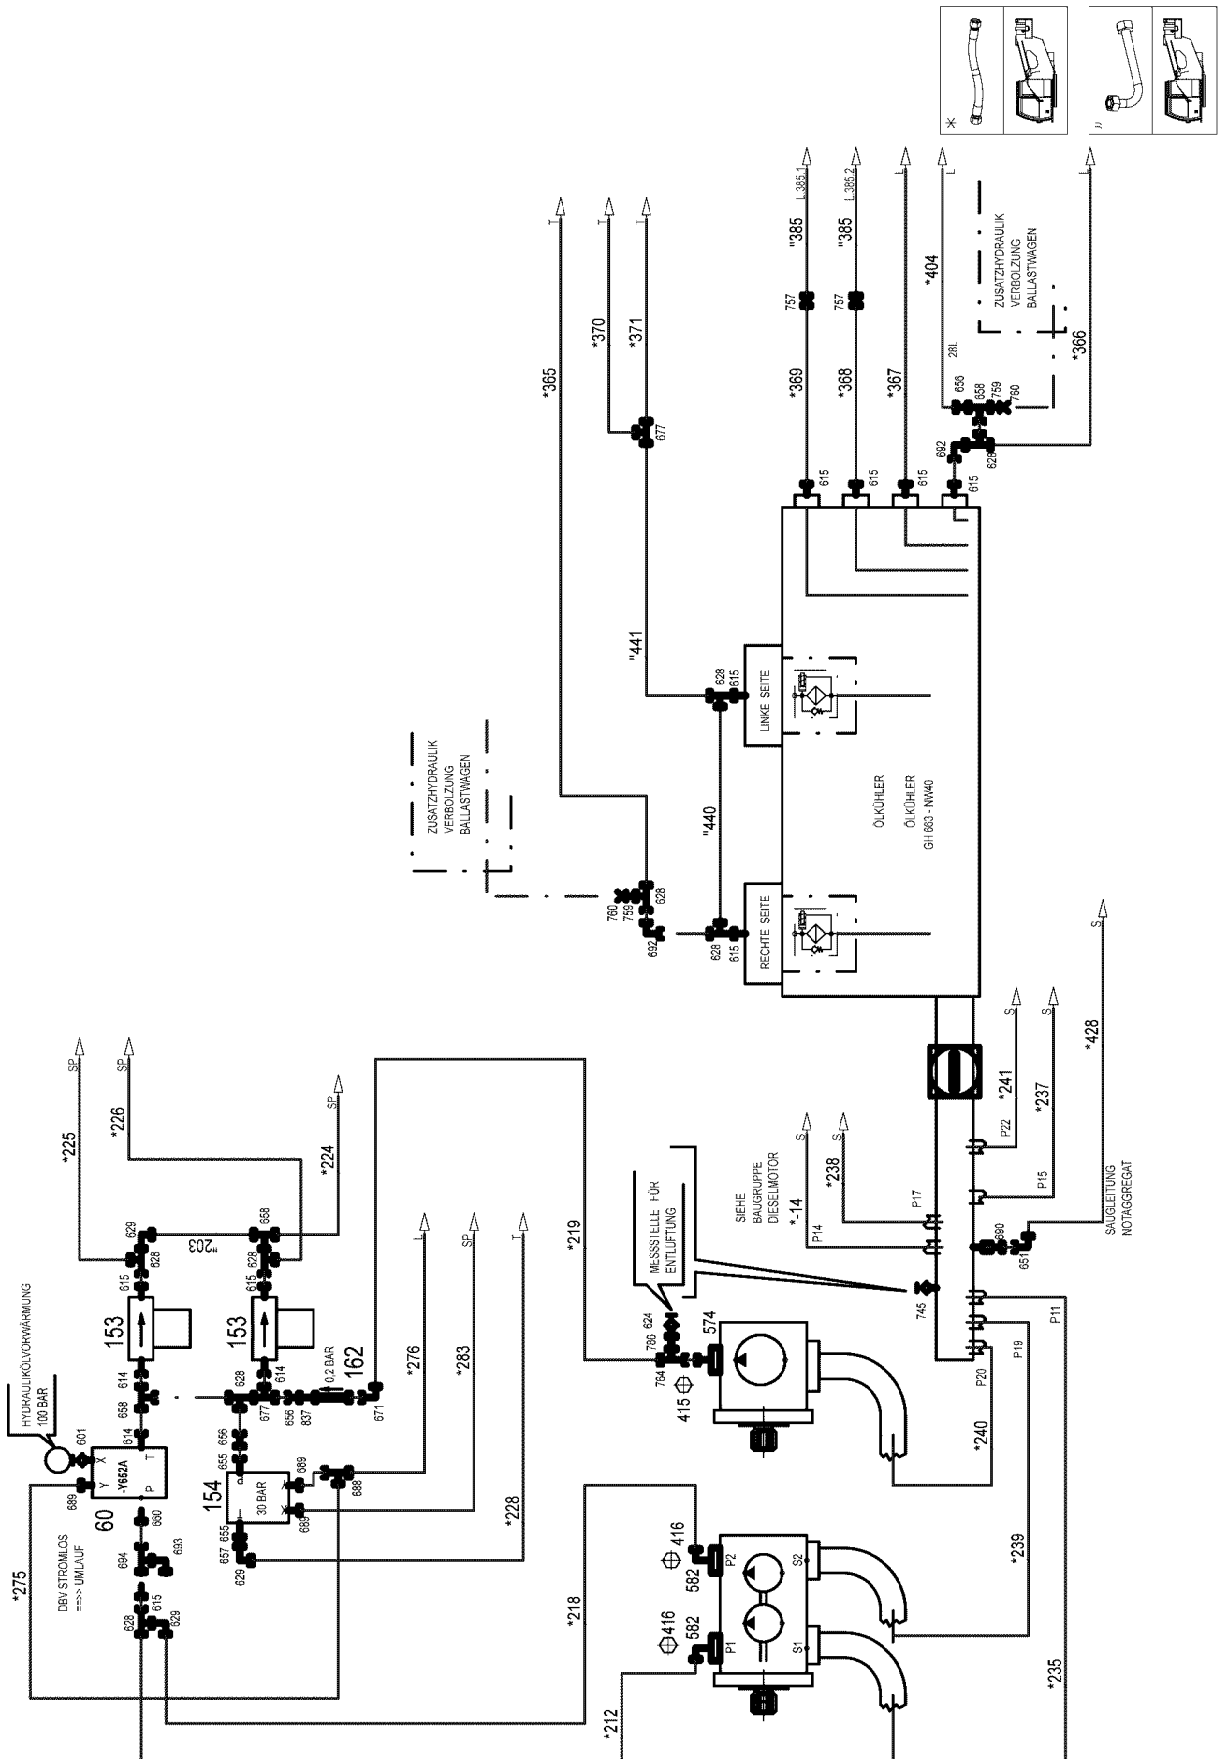 *
"
L
L.385.1
L.385.2
L
L
L
T
T
T
"385
"385
*404
ZUSATZHYDRAULIK
VERBOLZUNG
BALLASTWAGEN
757
757
*370
*371
*365
*369
*368
*367
28L
*366
656
658
759
760
677
692
628
615
615
615
615
"441
628
615
LINKE SEITE
ZUSATZHYDRAULIK
VERBOLZUNG
BALLASTWAGEN
"440
ÖLKÜHLER
ÖLKÜHLER
GH 663 - NW40
760
759
628
692
628
615
RECHTE SEITE
S
S
S
*428
*241
*237
SP
SP
SP
*225
*226
*224
P22
P15
S
S
*-14
*238
SIEHE
BAUGRUPPE
DIESELMOTOR
P14
P17
SAUGLEITUNG
NOTAGGREGAT
690
651
629
628
658
628
"203
615
615
L
SP
T
*219
MESSSTELLE FÜR
ENTLÜFTUNG
745
P11
P19
P20
HYDRAULIKÖLVORWÄRMUNG
100 BAR
153
153
614
658
614
628
614
677
656
837
0,2 BAR
162
671
*276
*283
764
624
574
415
*240
601
X
Y
-Y652A
T
P
689
60
656
655
154
30 BAR
689
X
689
688
*228
660
694
693
655
657
629
DBV STROMLOS
==>> UMLAUF
*275
615
628
629
*218
416
582
P2
S2
416
582
P1
S1
*239
*235
*212